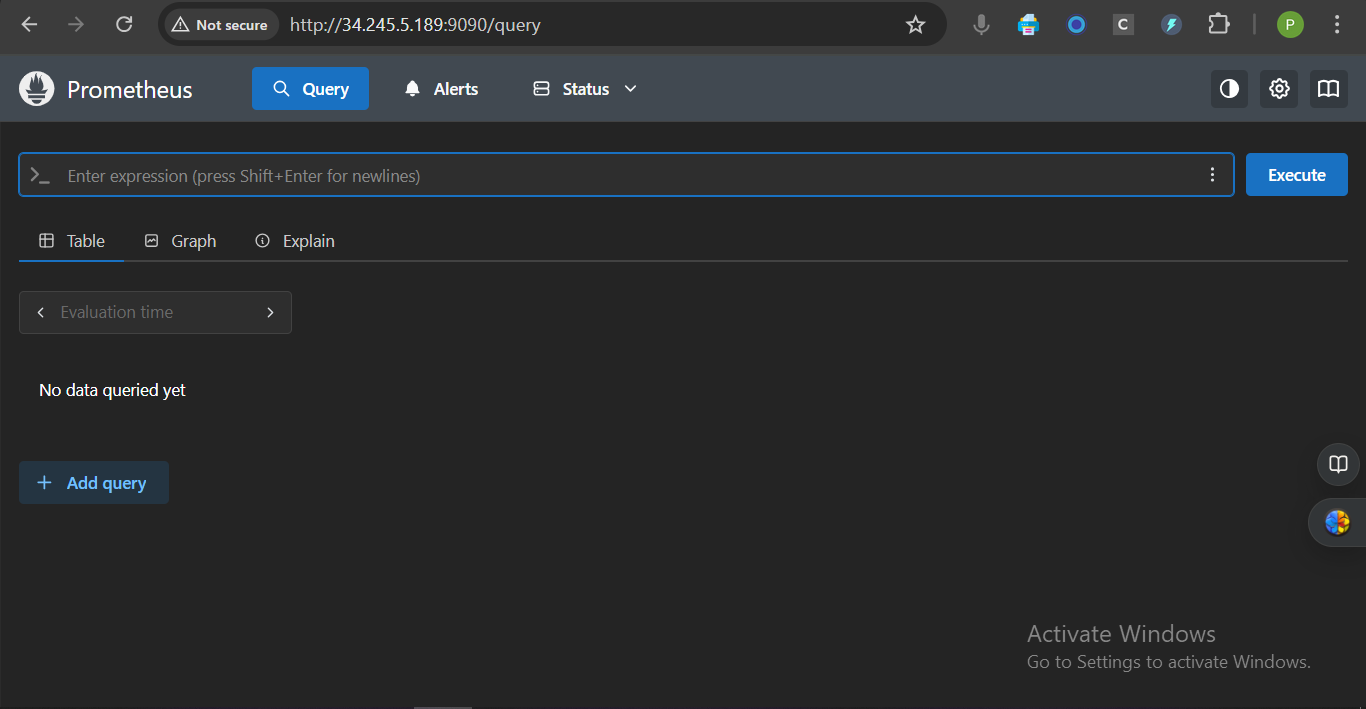 Not secure http://34.245.5.189:9090/query C P
Prometheus Query Alerts Status
Enter expression (press Shift+Enter for newlines) Execute
Table Graph Explain
Evaluation time
No data queried yet
Add query
Activate Windows
Go to Settings to activate Windows.